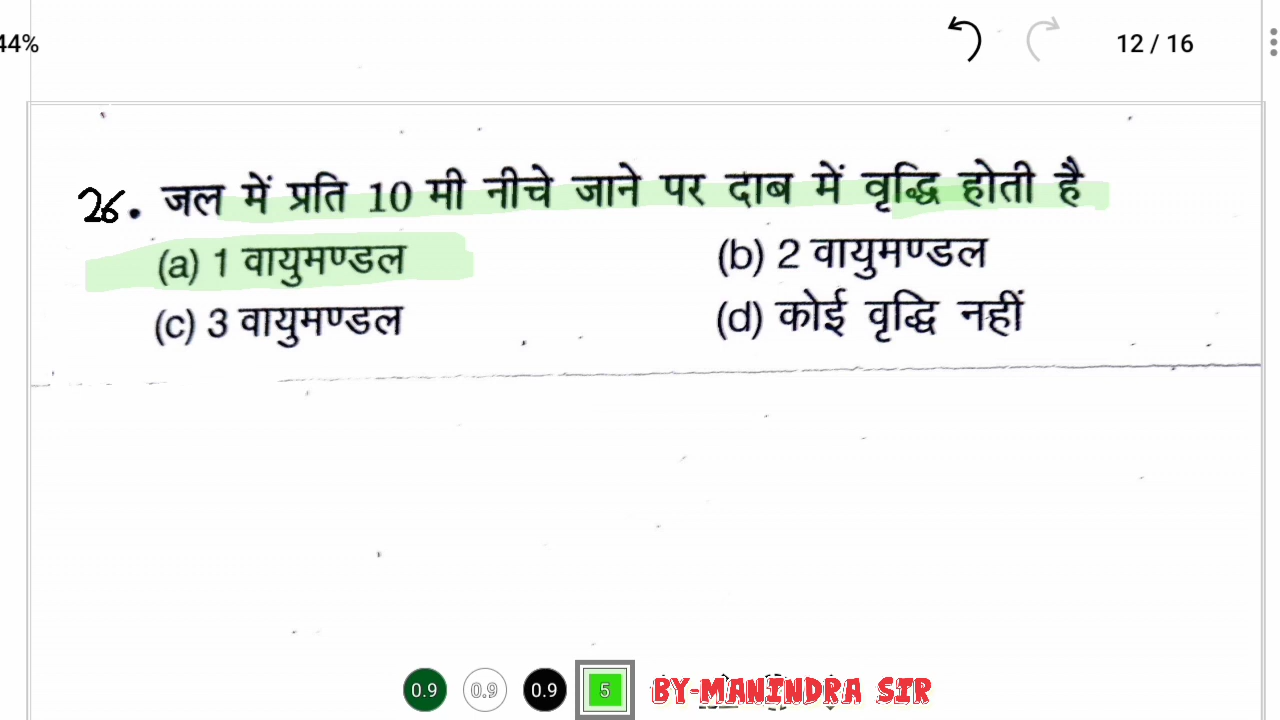 44%
12 / 16
26. जल में प्रति 10 मी नीचे जाने पर दाब में वृद्धि होती है
(a) 1 वायुमण्डल
(b) 2 वायुमण्डल
(c) 3 वायुमण्डल
(d) कोई वृद्धि नहीं
0.9 0.9 0.9 5 BY-MANINDRA SIR